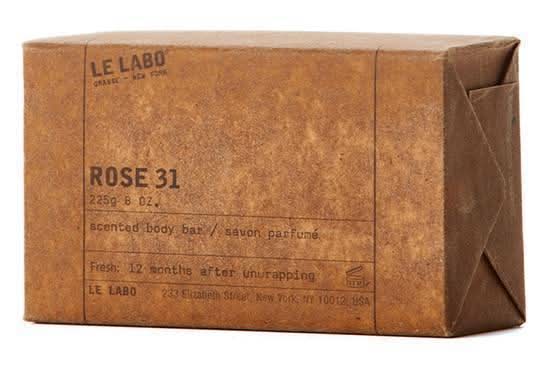 LE LABO
GRASSE - NEW YORK
ROSE 31
225g 8 OZ.
scented body bar / savon parfumé
Fresh: 12 months after unwrapping
LE LABO 233 Elizabeth Street, New York, NY 10012, USA